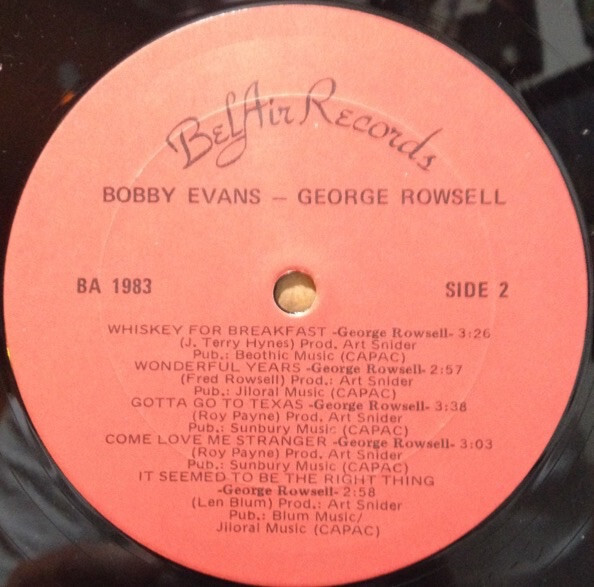 BelAir Records
BOBBY EVANS – GEORGE ROWSELL
BA 1983 SIDE 2
WHISKEY FOR BREAKFAST -George Rowsell- 3:26
(J. Terry Hynes) Prod. Art Snider
Pub.: Beothic Music (CAPAC)
WONDERFUL YEARS -George Rowsell- 2:57
(Fred Rowsell) Prod.: Art Snider
Pub.: Jiloral Music (CAPAC)
GOTTA GO TO TEXAS -George Rowsell- 3:38
(Roy Payne) Prod. Art Snider
Pub.: Sunbury Music (CAPAC)
COME LOVE ME STRANGER -George Rowsell- 3:03
(Roy Payne) Prod. Art Snider
Pub.: Sunbury Music (CAPAC)
IT SEEMED TO BE THE RIGHT THING
-George Rowsell- 2:58
(Len Blum) Prod.: Art Snider
Pub.: Blum Music/
Jiloral Music (CAPAC)